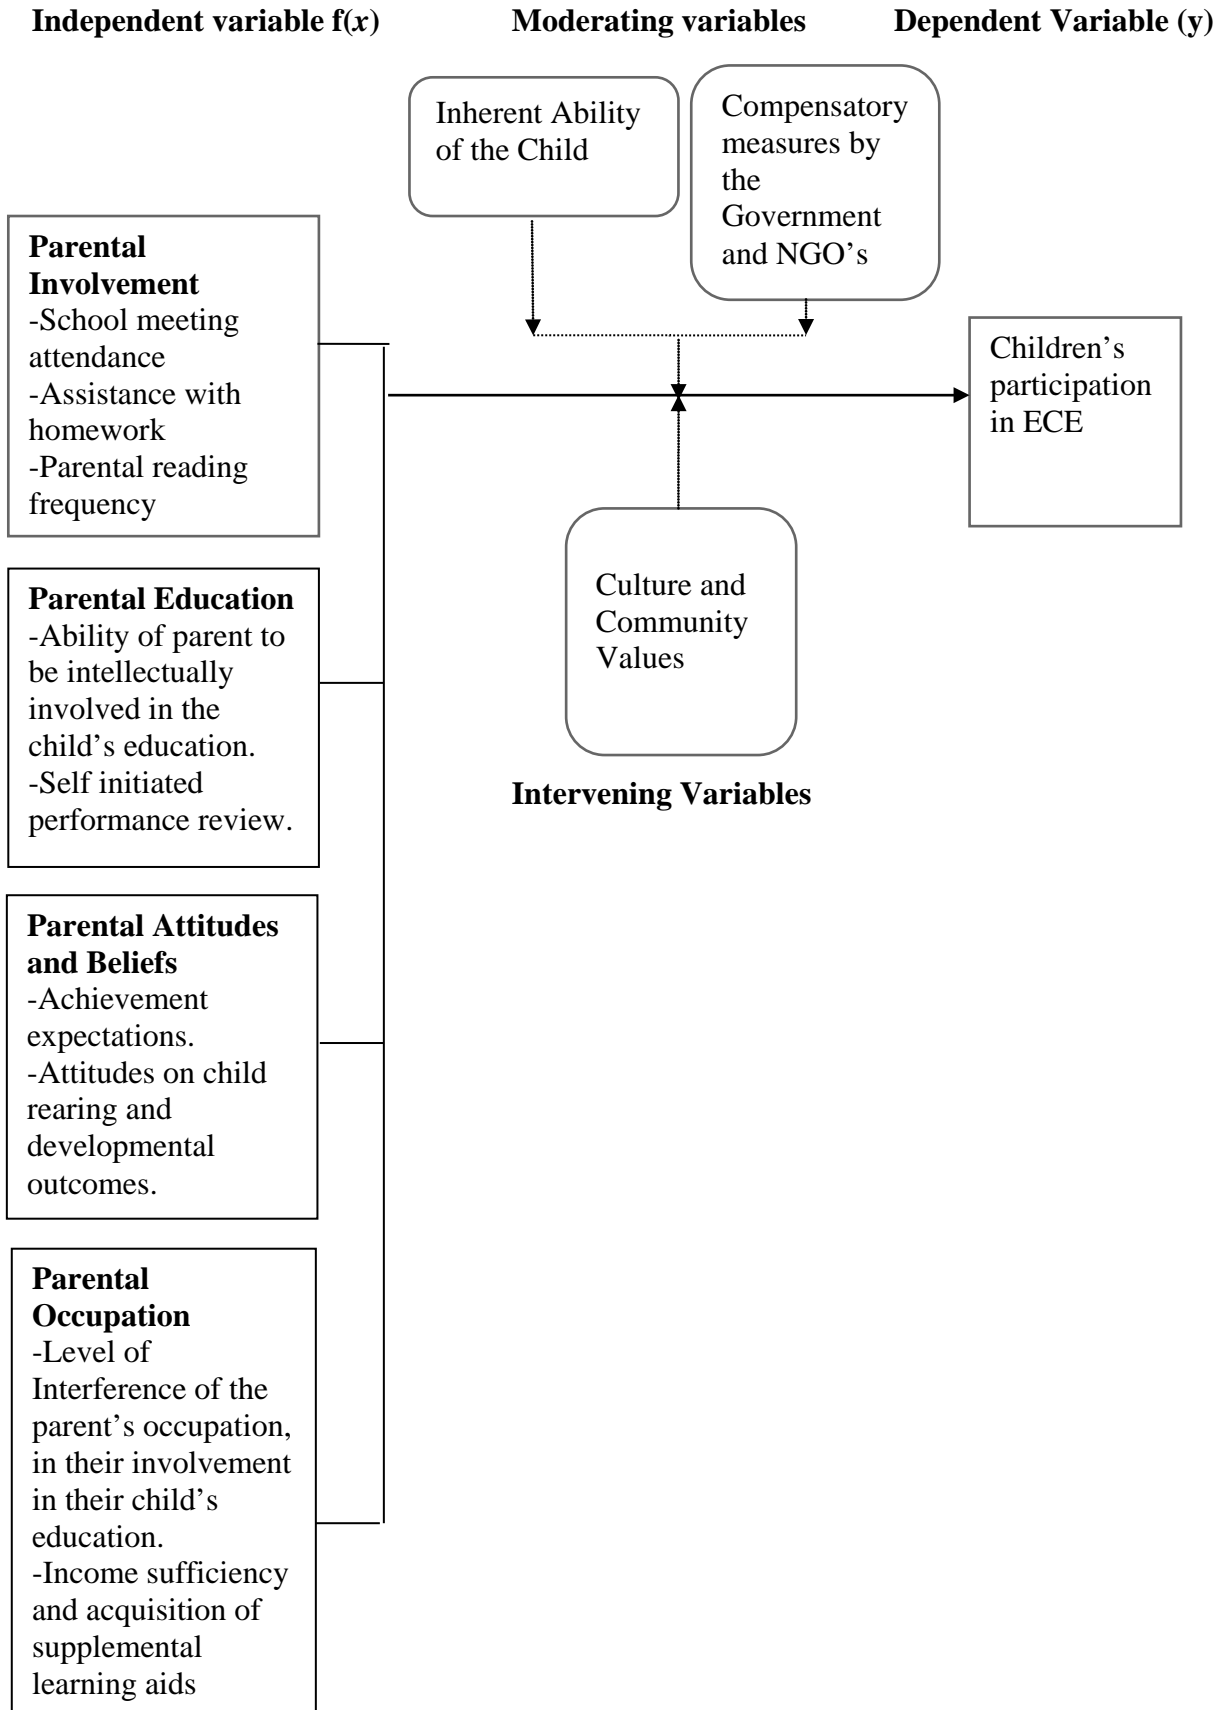 Independent variable f(x)
Moderating variables
Dependent Variable (y)
Inherent Ability
of the Child
Compensatory
measures by
the
Government
and NGO’s
Parental
Involvement
-School meeting
attendance
-Assistance with
homework
-Parental reading
frequency
Children’s
participation
in ECE
Parental Education
-Ability of parent to
be intellectually
involved in the
child’s education.
-Self initiated
performance review.
Culture and
Community
Values
Intervening Variables
Parental Attitudes
and Beliefs
-Achievement
expectations.
-Attitudes on child
rearing and
developmental
outcomes.
Parental
Occupation
-Level of
Interference of the
parent’s occupation,
in their involvement
in their child’s
education.
-Income sufficiency
and acquisition of
supplemental
learning aids